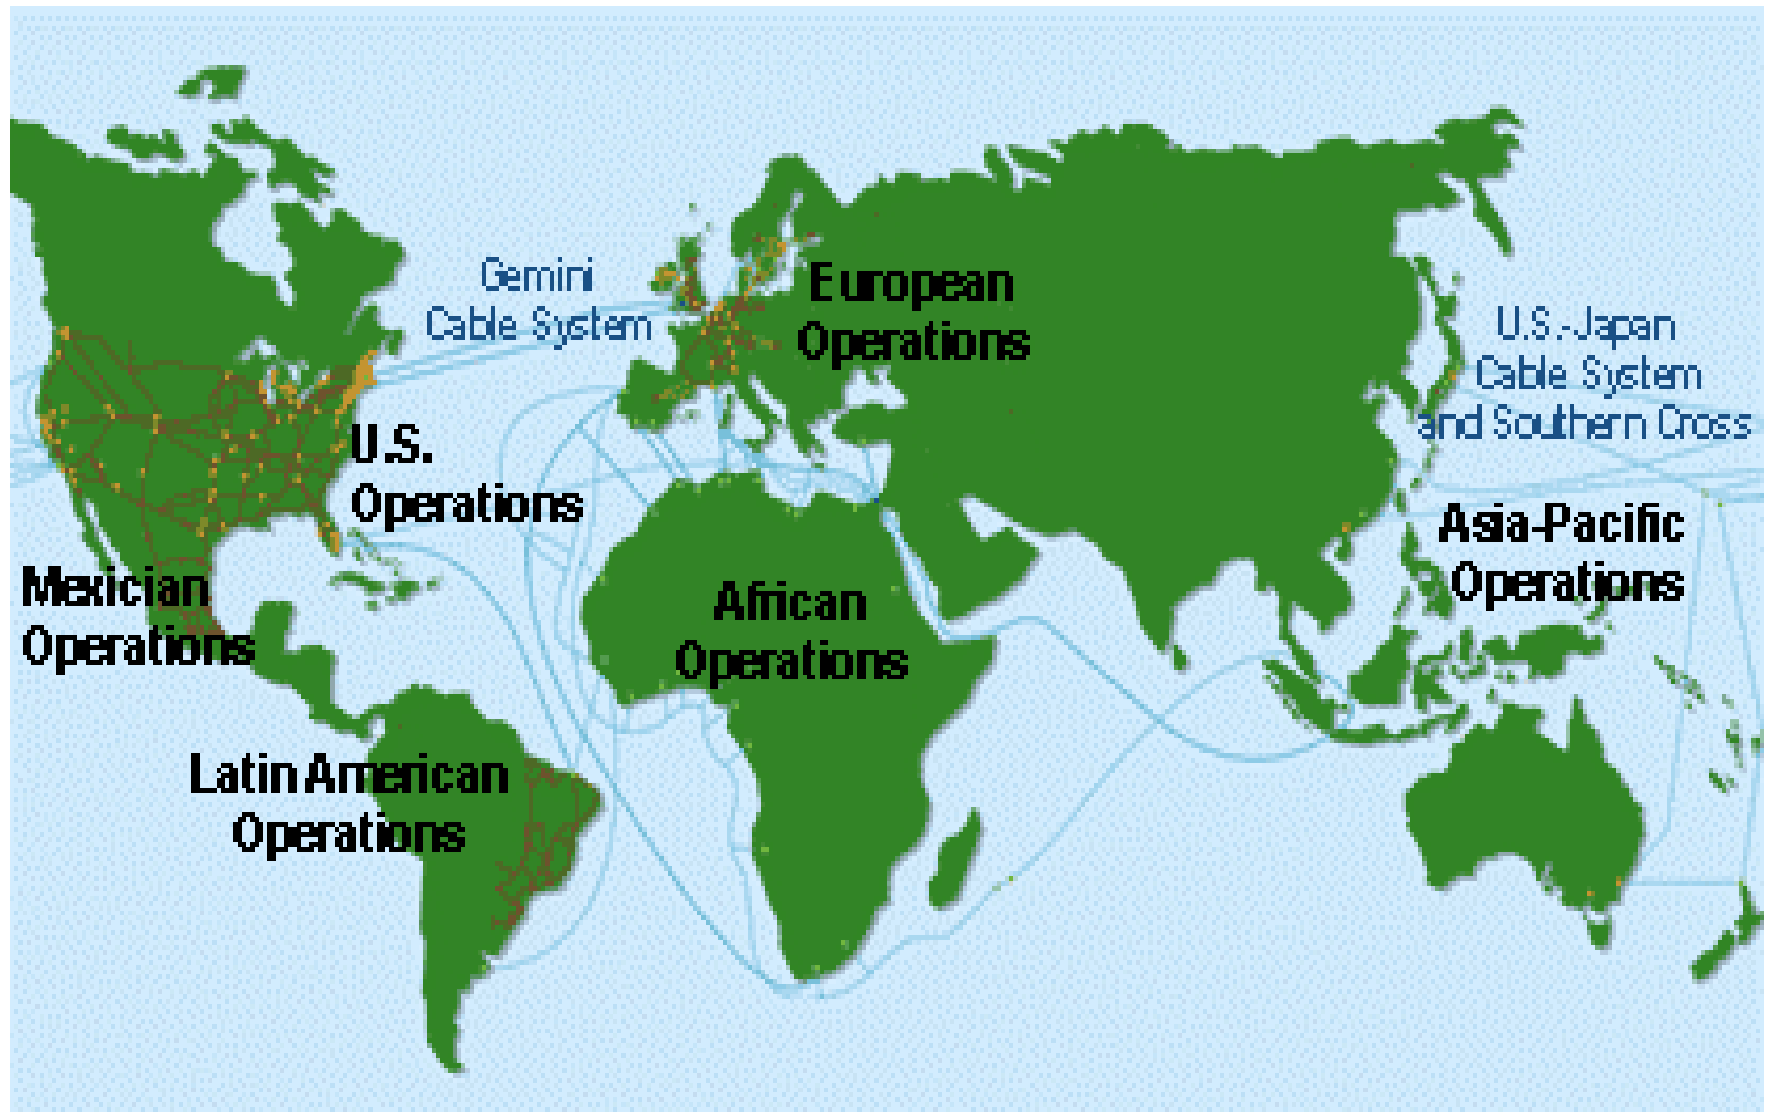 Gemini
Cable System
European
Operations
U.S.-Japan
Cable System
and Southern Cross
U.S.
Operations
Asia-Pacific
Operations
Mexician
Operations
African
Operations
Latin American
Operations